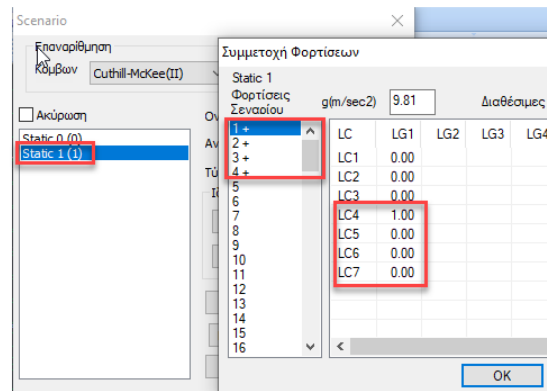 Scenario
Επαναρίθμηση
Κόμβων Cuthill-McKee(II)
Ακύρωση
Static 0 (0)
Static 1 (1)
Συμμετοχή Φορτίσεων
Static 1
Φορτίσεις
Σεναρίου
g(m/sec2) 9.81 Διαθέσιμες
1 +
2 +
3 +
4 +
5
6
7
8
9
10
11
12
13
14
15
16
LC LG1 LG2 LG3 LG4
LC1 0.00
LC2 0.00
LC3 0.00
LC4 1.00
LC5 0.00
LC6 0.00
LC7 0.00
OK